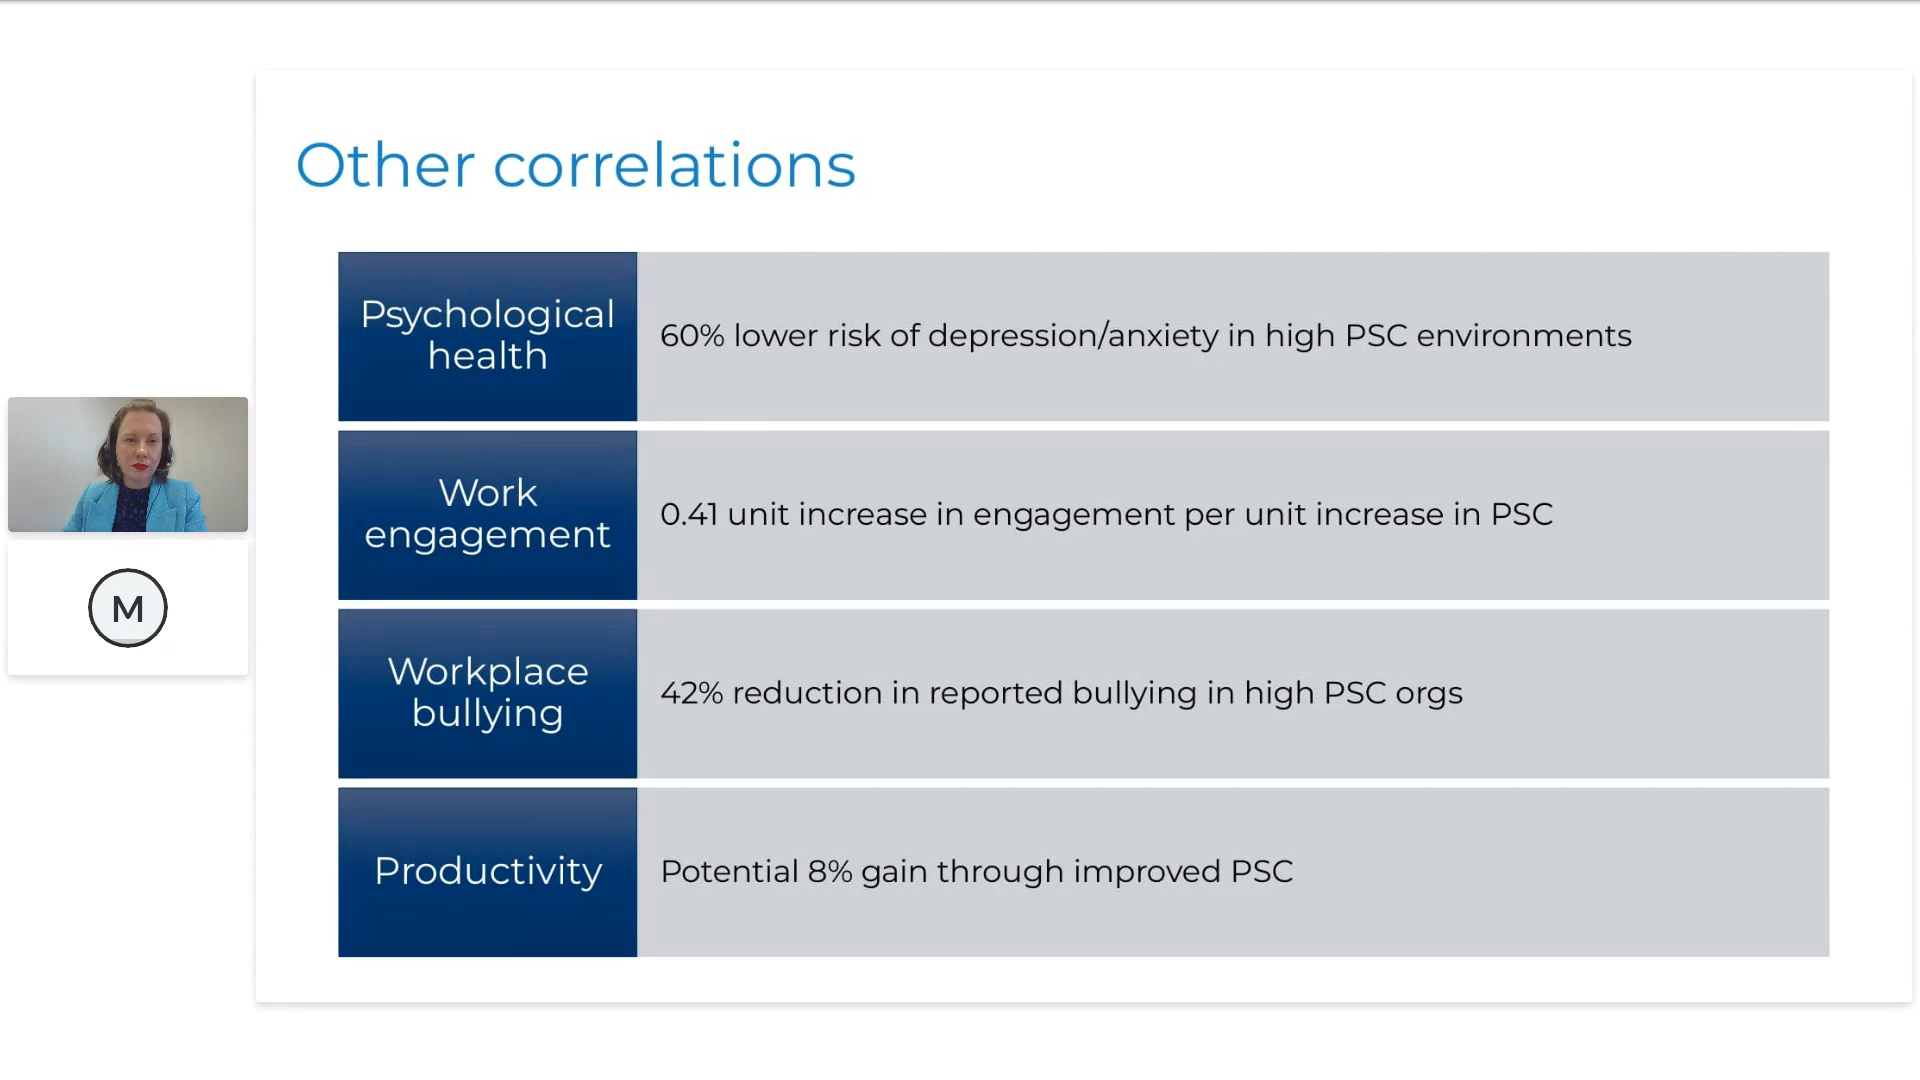 Other correlations
Psychological
health
60% lower risk of depression/anxiety in high PSC environments
Work
engagement
0.41 unit increase in engagement per unit increase in PSC
Workplace
bullying
42% reduction in reported bullying in high PSC orgs
Productivity
Potential 8% gain through improved PSC
M